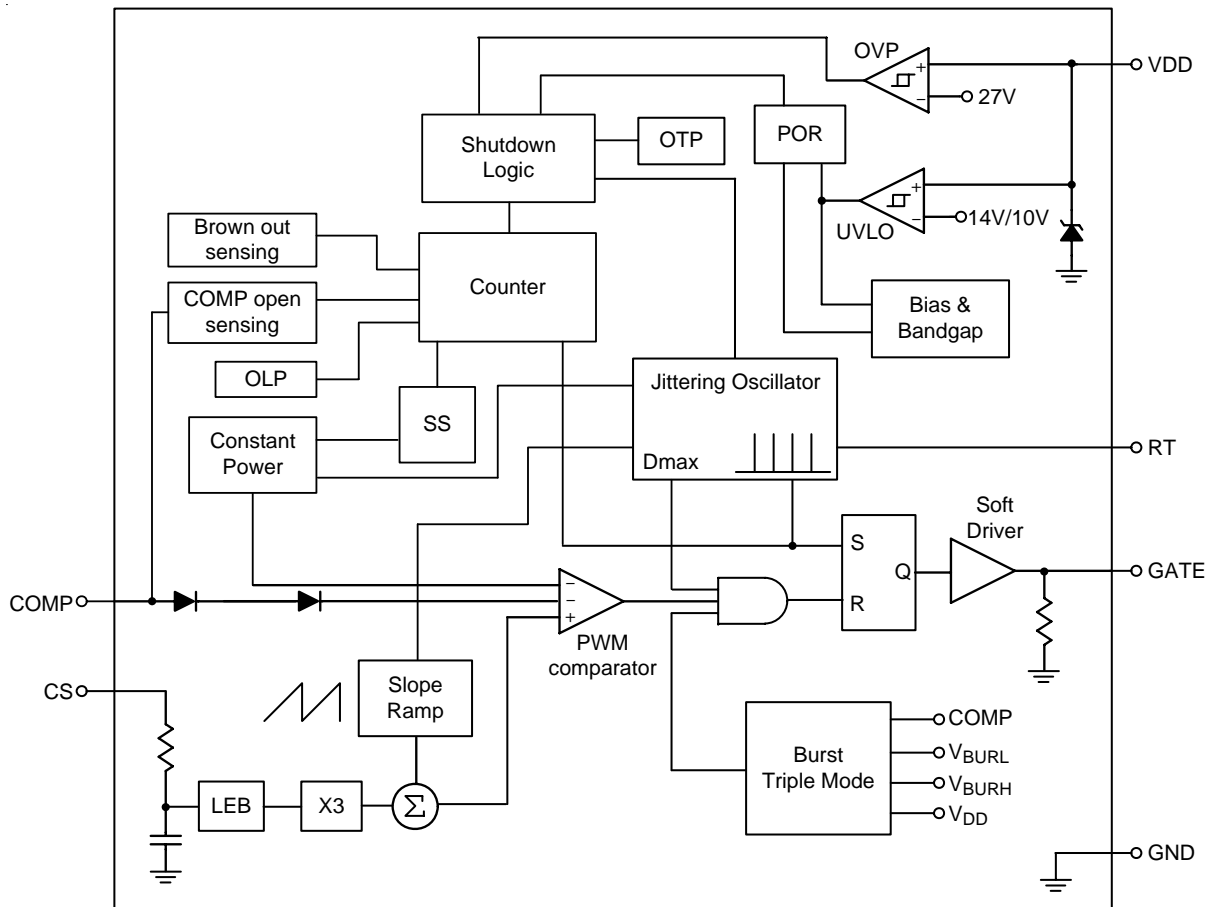 OVP
+
−
27V
VDD
Shutdown
Logic
OTP
POR
+
−
14V/10V
UVLO
Brown out
sensing
Counter
COMP open
sensing
Bias &
Bandgap
OLP
Jittering Oscillator
SS
Constant
Power
Dmax
RT
Soft
Driver
S
Q
R
GATE
COMP
−
−
+
PWM
comparator
CS
Slope
Ramp
COMP
Burst
Triple Mode
VBURL
VBURH
VDD
LEB
X3
Σ
GND